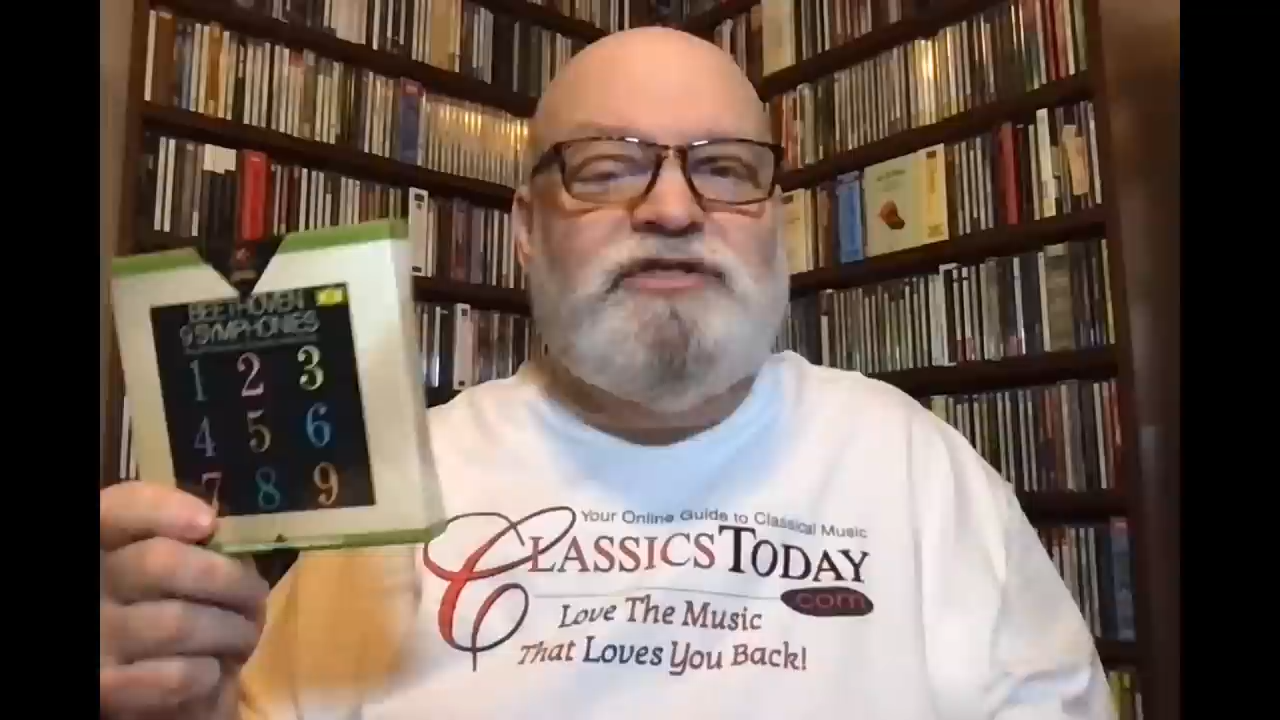 BEETHOVEN
9 SYMPHONIES
1 2 3
4 5 6
7 8 9
Your Online Guide to Classical Music
CLASSICSTODAY
.com
Love The Music
That Loves You Back!